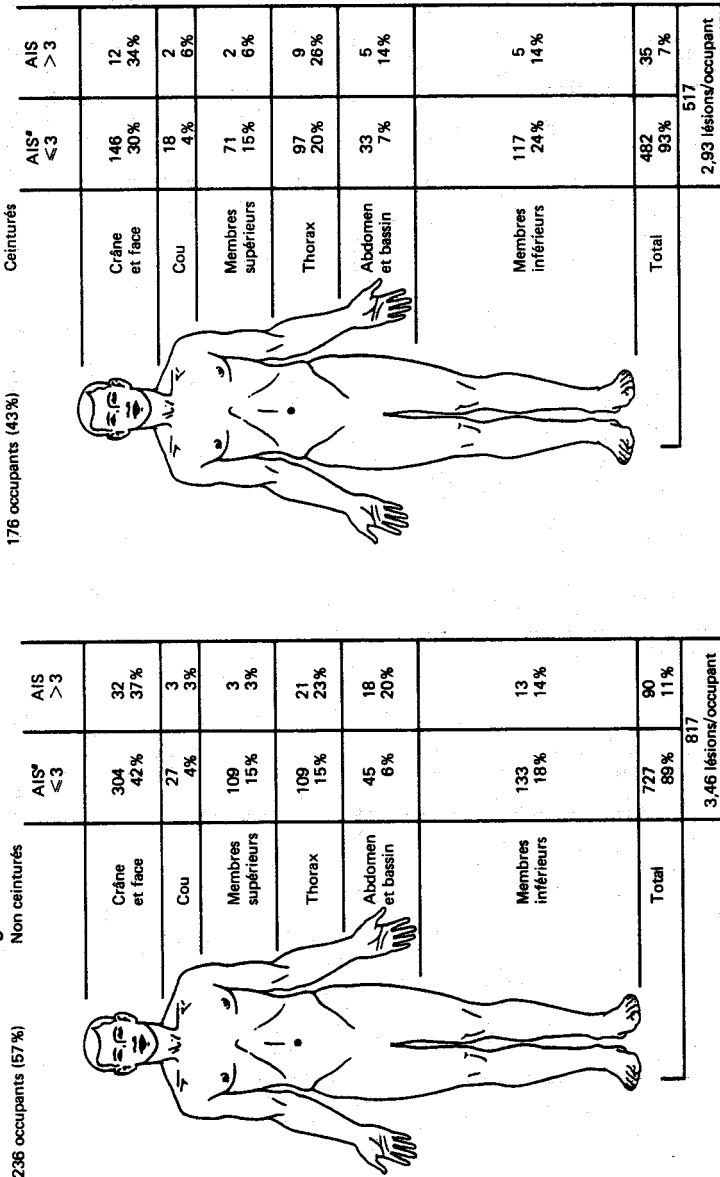 236 occupants (57%)
Non ceinturés
AISª ≤3
AIS >3
Crâne et face
304 42%
32 37%
Cou
27 4%
3 3%
Membres supérieurs
109 15%
3 3%
Thorax
109 15%
21 23%
Abdomen et bassin
45 6%
18 20%
Membres inférieurs
133 18%
13 14%
Total
727 89%
90 11%
817
3,46 lésions/occupant
176 occupants (43%)
Ceinturés
AISª ≤3
AIS >3
Crâne et face
146 30%
12 34%
Cou
18 4%
2 6%
Membres supérieurs
71 15%
2 6%
Thorax
97 20%
9 26%
Abdomen et bassin
33 7%
5 14%
Membres inférieurs
117 24%
5 14%
Total
482 93%
35 7%
517
2,93 lésions/occupant